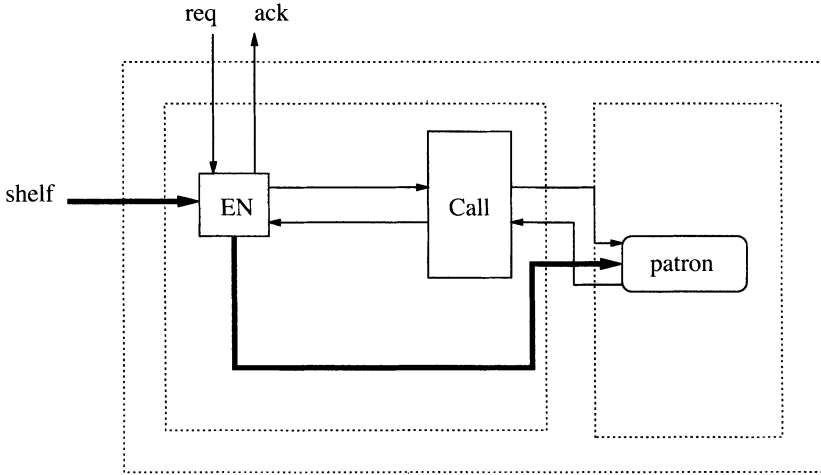 req ack
shelf
EN
Call
patron